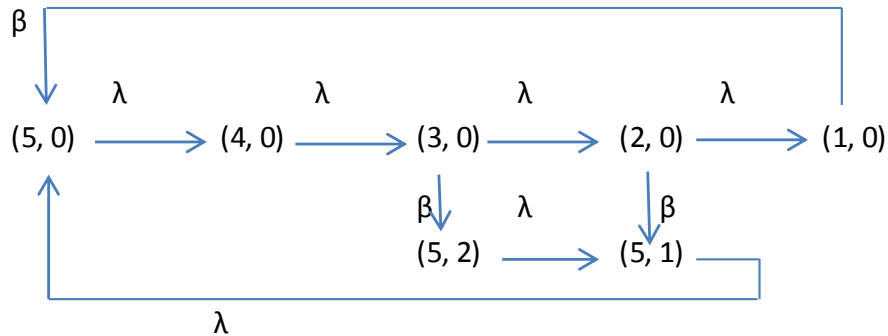 β
λ λ λ λ
(5, 0) (4, 0) (3, 0) (2, 0) (1, 0)
β λ β
(5, 2) (5, 1)
λ